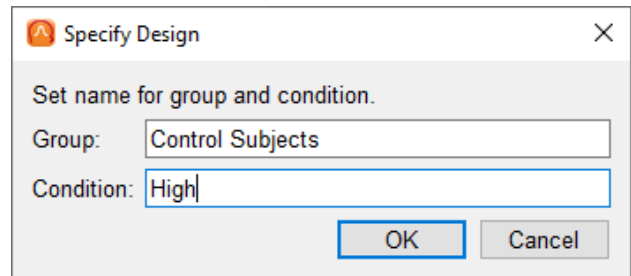 Specify Design
Set name for group and condition.
Group: Control Subjects
Condition: High
OK Cancel